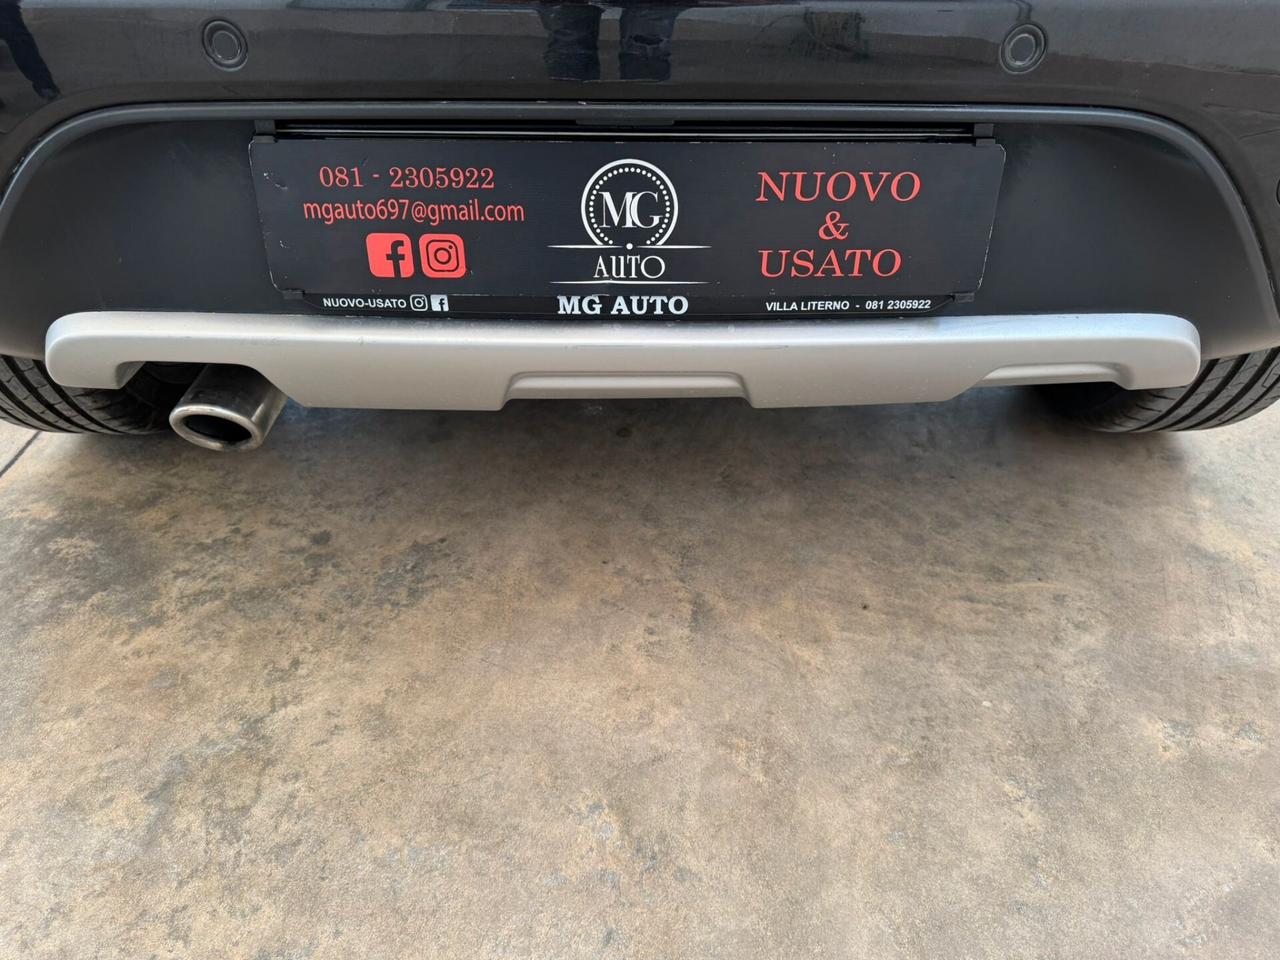 081 - 2305922
mgauto697@gmail.com
MG
AUTO
NUOVO
&
USATO
NUOVO-USATO
MG AUTO
VILLA LITERNO - 081 2305922